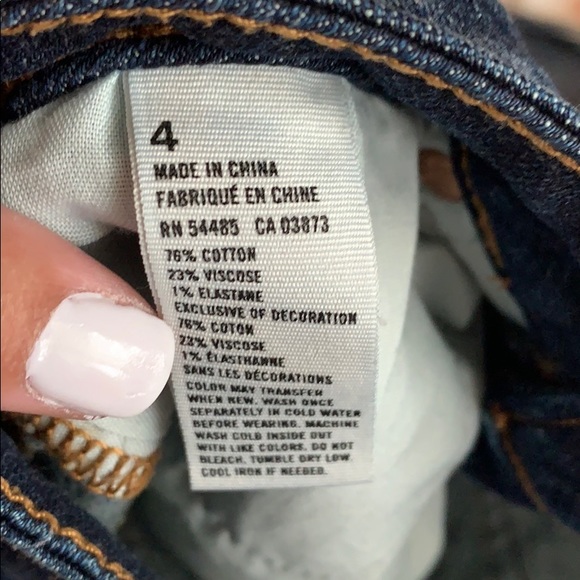 4
MADE IN CHINA
FABRIQUÉ EN CHINE
RN 54485 CA 03873
76% COTTON
23% VISCOSE
1% ELASTANE
EXCLUSIVE OF DECORATION
76% COTON
23% VISCOSE
1% ÉLASTHANNE
SANS LES DÉCORATIONS
COLOR MAY TRANSFER
WHEN NEW. WASH ONCE
SEPARATELY IN COLD WATER
BEFORE WEARING. MACHINE
WASH COLD INSIDE OUT
WITH LIKE COLORS. DO NOT
BLEACH. TUMBLE DRY LOW.
COOL IRON IF NEEDED.